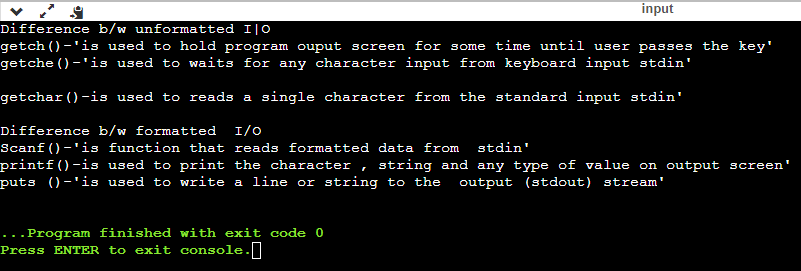 input
Difference b/w unformatted I|O
getch()-'is used to hold program ouput screen for some time until user passes the key'
getche()-'is used to waits for any character input from keyboard input stdin'
getchar()-is used to reads a single character from the standard input stdin'
Difference b/w formatted  I/O
Scanf()-'is function that reads formatted data from  stdin'
printf()-is used to print the character , string and any type of value on output screen'
puts ()-'is used to write a line or string to the  output (stdout) stream'
...Program finished with exit code 0
Press ENTER to exit console.